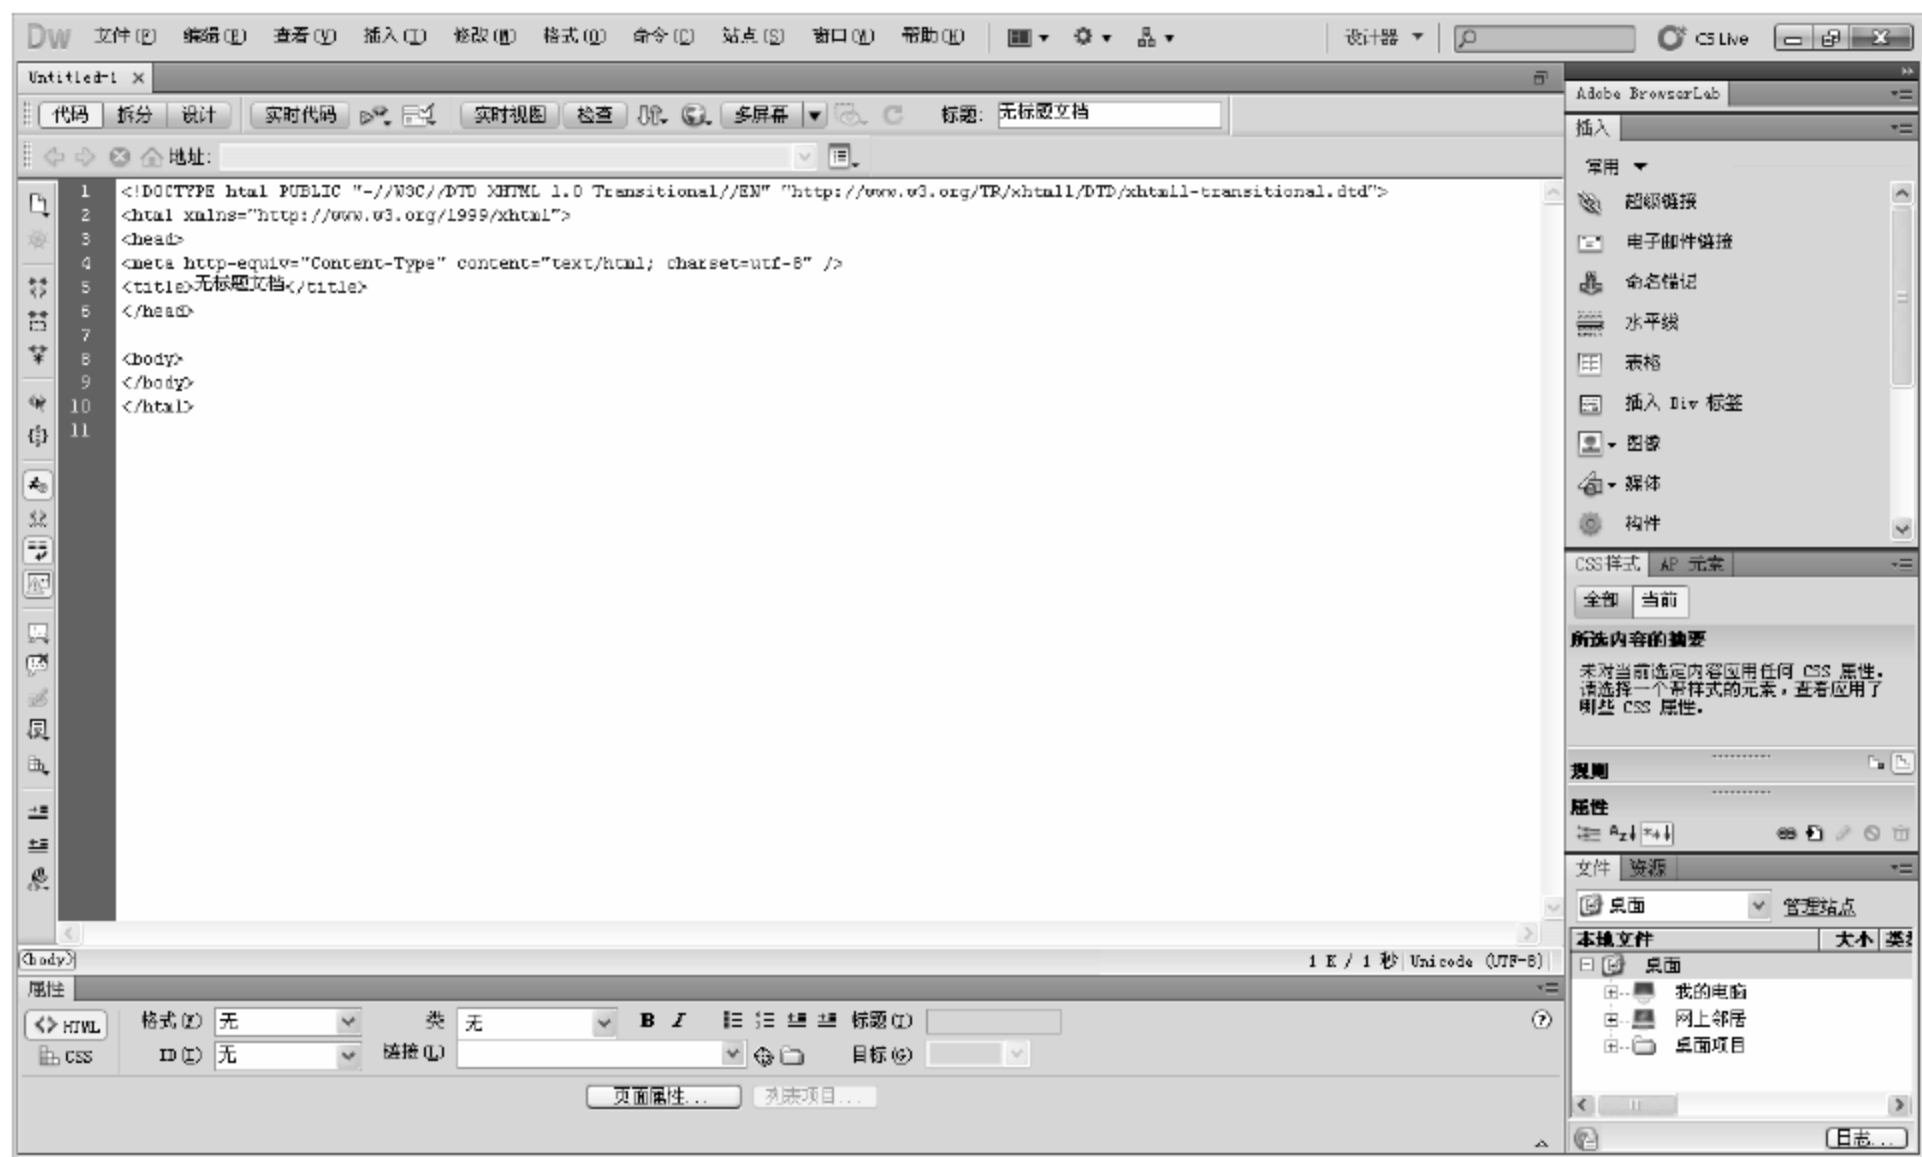 Dw 文件(F) 编辑(E) 查看(V) 插入(I) 修改(M) 格式(O) 命令(C) 站点(S) 窗口(W) 帮助(H) 设计器 CS Live
Untitled-1
代码 拆分 设计 实时代码 实时视图 检查 多屏幕 标题: 无标题文档
地址:
1 <!DOCTYPE html PUBLIC "-//W3C//DTD XHTML 1.0 Transitional//EN" "http://www.w3.org/TR/xhtml1/DTD/xhtml1-transitional.dtd">
2 <html xmlns="http://www.w3.org/1999/xhtml">
3 <head>
4 <meta http-equiv="Content-Type" content="text/html; charset=utf-8" />
5 <title>无标题文档</title>
6 </head>
7
8 <body>
9 </body>
10 </html>
11
<body>
1 K / 1 秒 Unicode (UTF-8)
属性
<> HTML 格式(F) 无 类 无 B I 标题(T)
CSS ID(I) 无 链接(L) 目标(G)
页面属性... 列表项目...
Adobe BrowserLab
插入
常用
超级链接
电子邮件链接
命名锚记
水平线
表格
插入 Div 标签
图像
媒体
构件
CSS样式 AP 元素
全部 当前
所选内容的摘要
未对当前选定内容应用任何 CSS 属性。
请选择一个带样式的元素，查看应用了
哪些 CSS 属性。
规则
属性
文件 资源
桌面 管理站点
本地文件 大小 类
桌面
我的电脑
网上邻居
桌面项目
日志...